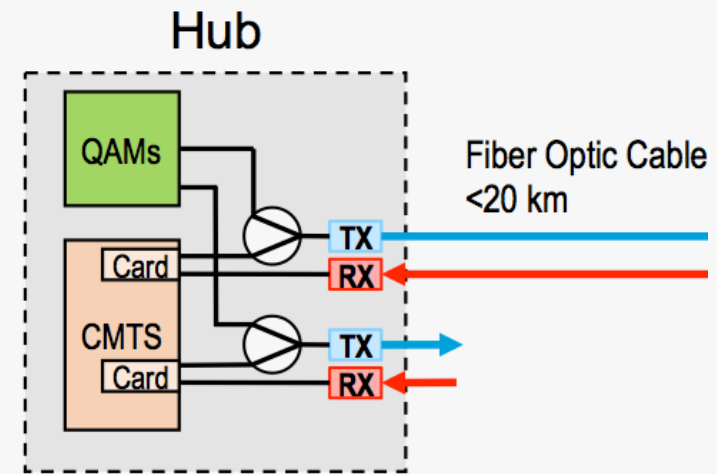 Hub
QAMs
Fiber Optic Cable
<20 km
TX
Card
RX
CMTS
TX
Card
RX